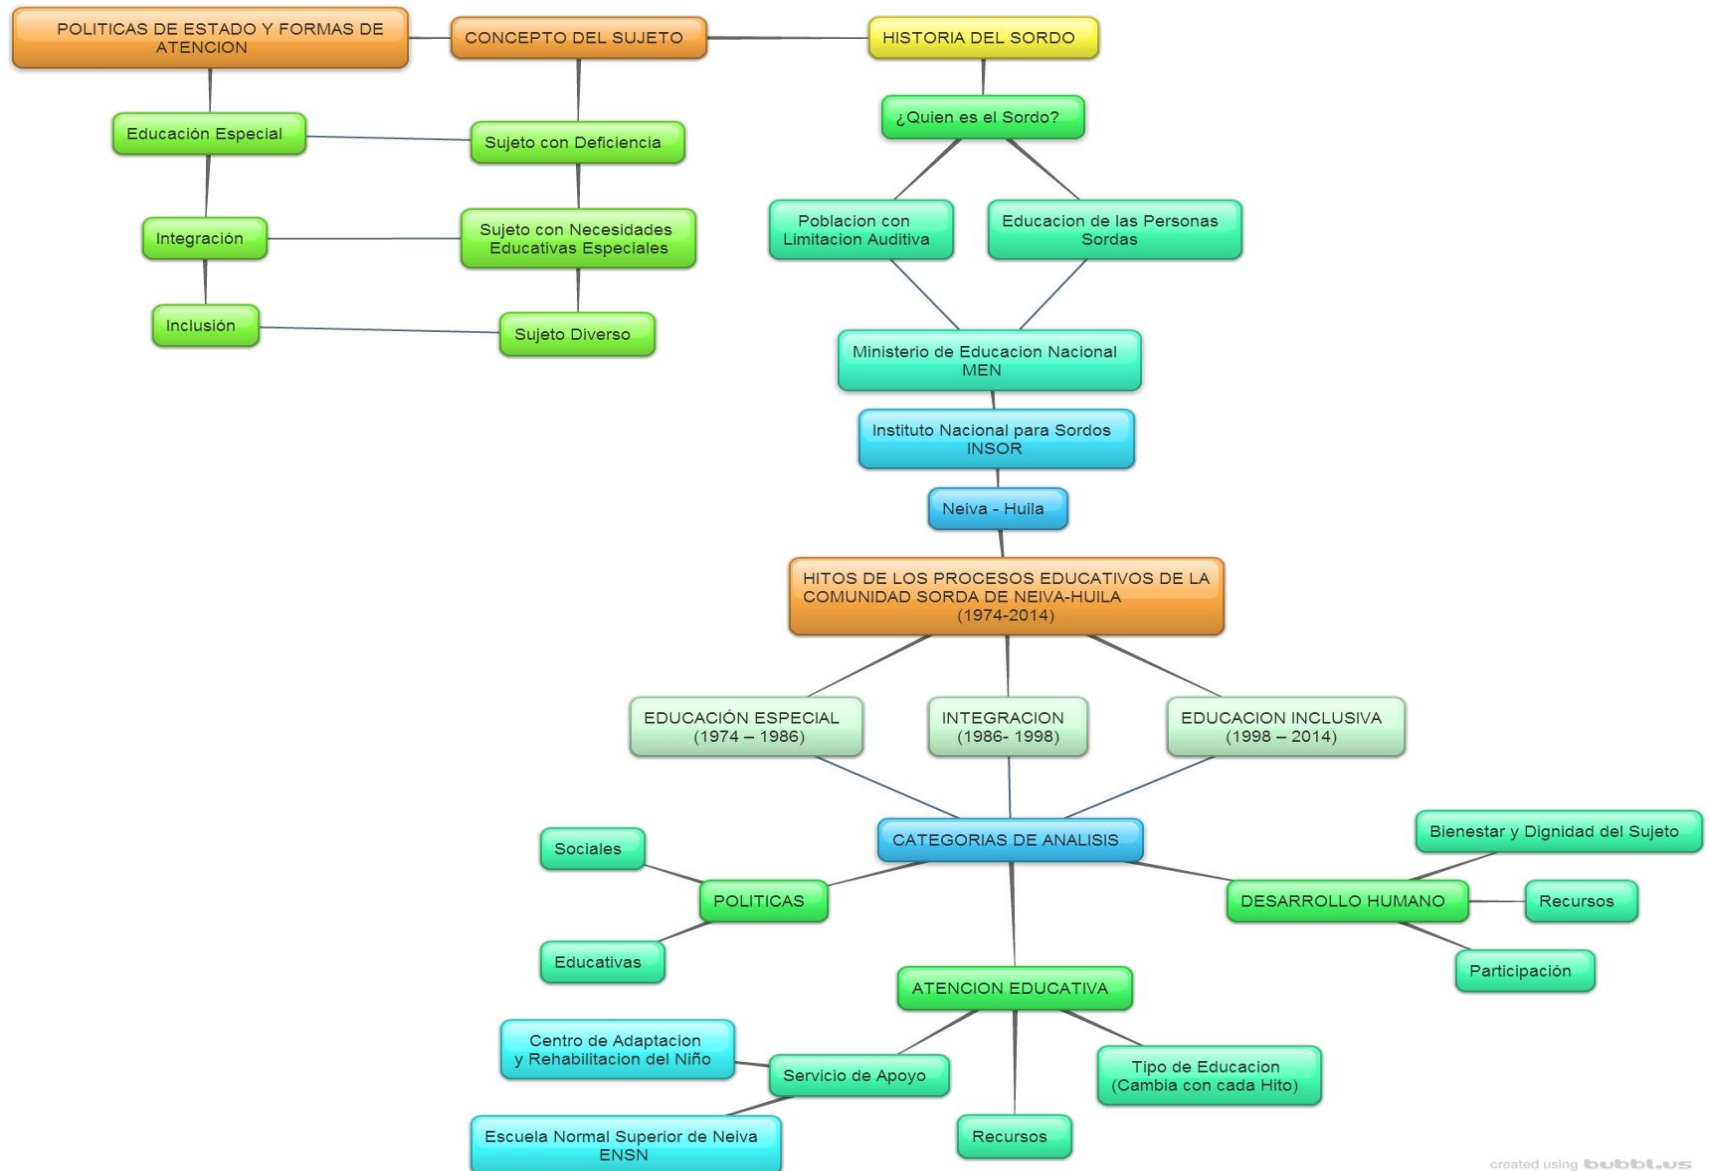 POLITICAS DE ESTADO Y FORMAS DE
ATENCION
CONCEPTO DEL SUJETO
HISTORIA DEL SORDO
¿Quien es el Sordo?
Educación Especial
Sujeto con Deficiencia
Integración
Sujeto con Necesidades
Educativas Especiales
Inclusión
Sujeto Diverso
Poblacion con
Limitacion Auditiva
Educacion de las Personas
Sordas
Ministerio de Educacion Nacional
MEN
Instituto Nacional para Sordos
INSOR
Neiva - Huila
HITOS DE LOS PROCESOS EDUCATIVOS DE LA
COMUNIDAD SORDA DE NEIVA-HUILA
(1974-2014)
EDUCACIÓN ESPECIAL
(1974 – 1986)
INTEGRACION
(1986- 1998)
EDUCACION INCLUSIVA
(1998 – 2014)
CATEGORIAS DE ANALISIS
Sociales
POLITICAS
Educativas
Bienestar y Dignidad del Sujeto
DESARROLLO HUMANO
Recursos
Participación
ATENCION EDUCATIVA
Centro de Adaptacion
y Rehabilitacion del Niño
Servicio de Apoyo
Tipo de Educacion
(Cambia con cada Hito)
Escuela Normal Superior de Neiva
ENSN
Recursos
created using bubbl.us